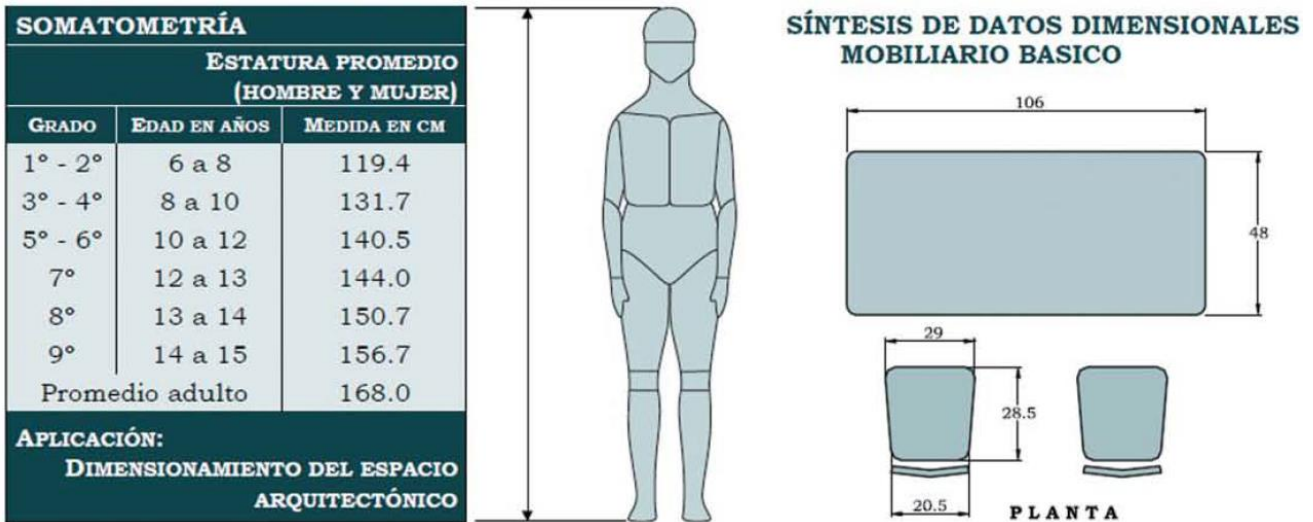 SOMATOMETRÍA
ESTATURA PROMEDIO
(HOMBRE Y MUJER)
GRADO EDAD EN AÑOS MEDIDA EN CM
1° - 2° 6 a 8 119.4
3° - 4° 8 a 10 131.7
5° - 6° 10 a 12 140.5
7° 12 a 13 144.0
8° 13 a 14 150.7
9° 14 a 15 156.7
Promedio adulto 168.0
APLICACIÓN:
DIMENSIONAMIENTO DEL ESPACIO
ARQUITECTÓNICO
SÍNTESIS DE DATOS DIMENSIONALES
MOBILIARIO BASICO
106
48
29
28.5
20.5
PLANTA